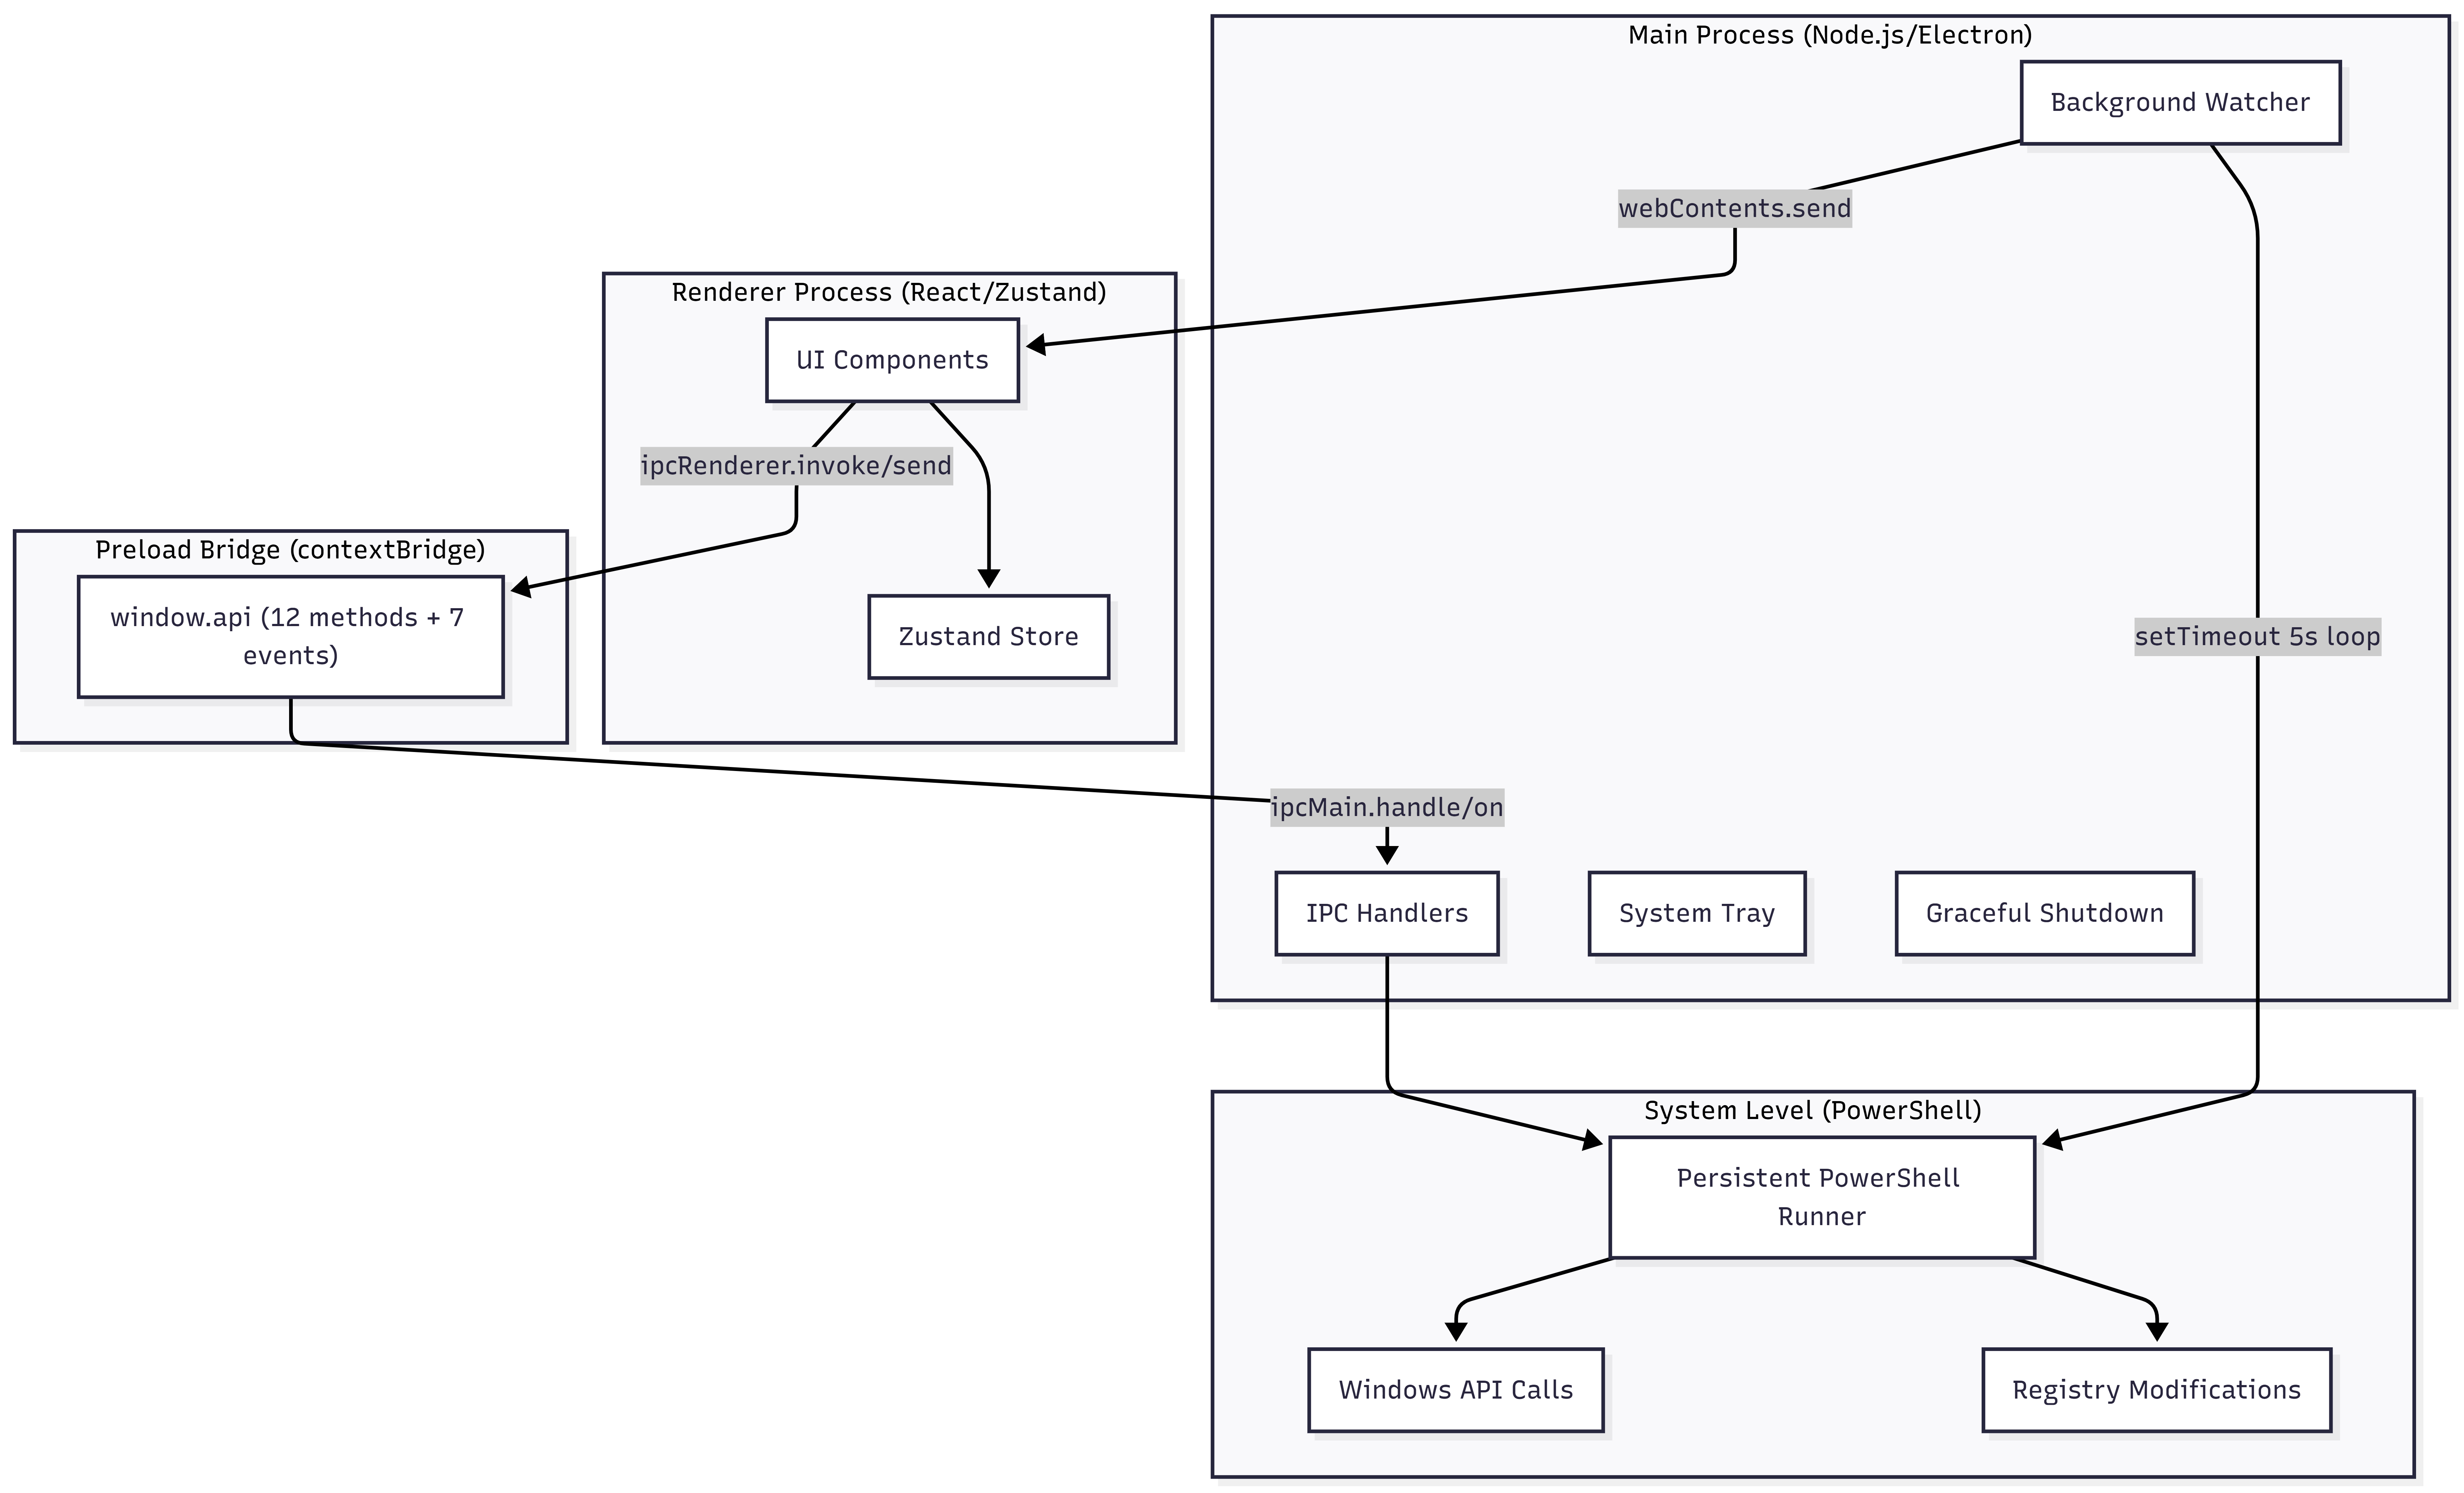 Main Process (Node.js/Electron)
Background Watcher
webContents.send
Renderer Process (React/Zustand)
UI Components
ipcRenderer.invoke/send
Preload Bridge (contextBridge)
window.api (12 methods + 7
events)
Zustand Store
setTimeout 5s loop
ipcMain.handle/on
IPC Handlers
System Tray
Graceful Shutdown
System Level (PowerShell)
Persistent PowerShell
Runner
Windows API Calls
Registry Modifications